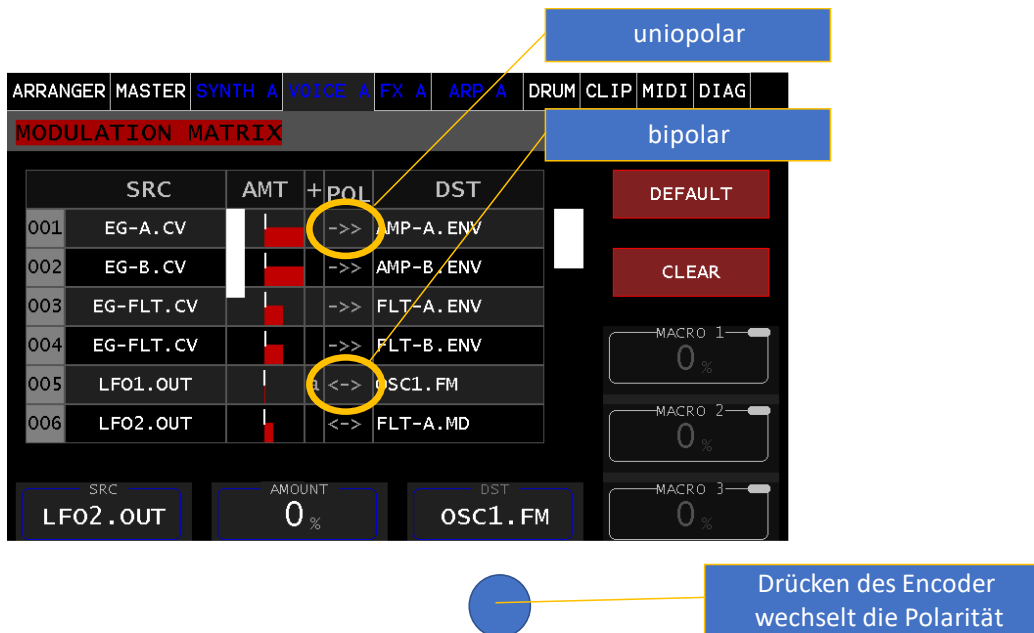 uniopolar
ARRANGER MASTER SYNTH A VOICE A FX A ARP A DRUM CLIP MIDI DIAG
MODULATION MATRIX
bipolar
SRC AMT + POL DST
001 EG-A.CV ->> AMP-A.ENV
002 EG-B.CV ->> AMP-B.ENV
003 EG-FLT.CV ->> FLT-A.ENV
004 EG-FLT.CV ->> FLT-B.ENV
005 LFO1.OUT a <-> OSC1.FM
006 LFO2.OUT <-> FLT-A.MD
DEFAULT
CLEAR
MACRO 1
0 %
MACRO 2
0 %
MACRO 3
0 %
SRC AMOUNT DST
LFO2.OUT 0 % OSC1.FM
Drücken des Encoder
wechselt die Polarität